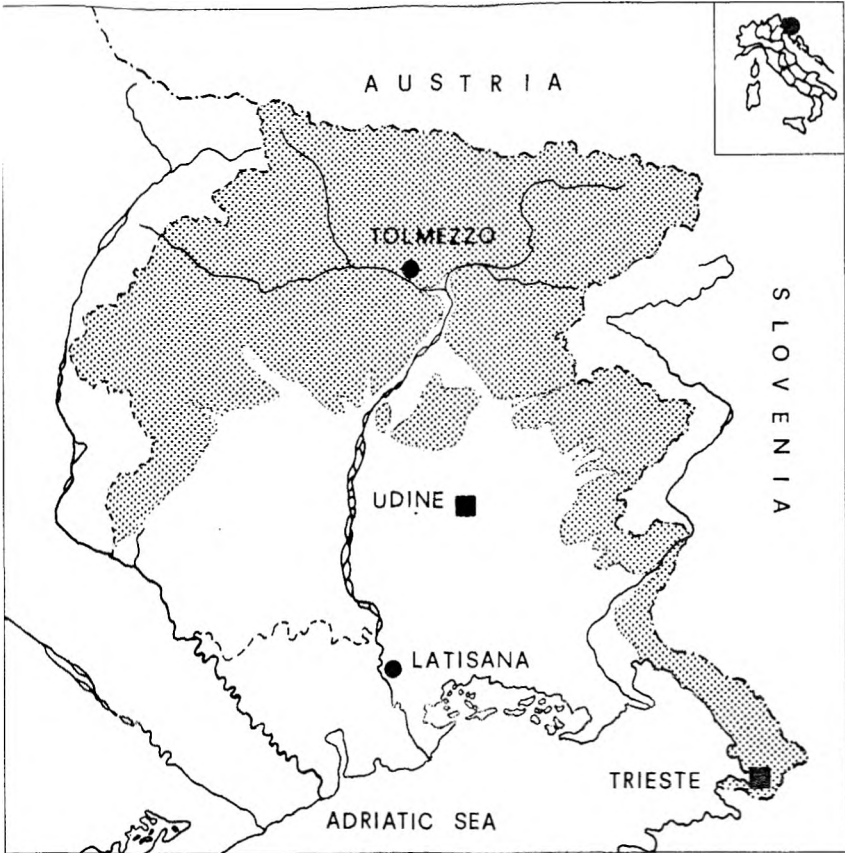 AUSTRIA
TOLMEZZO
SLOVENIA
UDINE
LATISANA
TRIESTE
ADRIATIC SEA